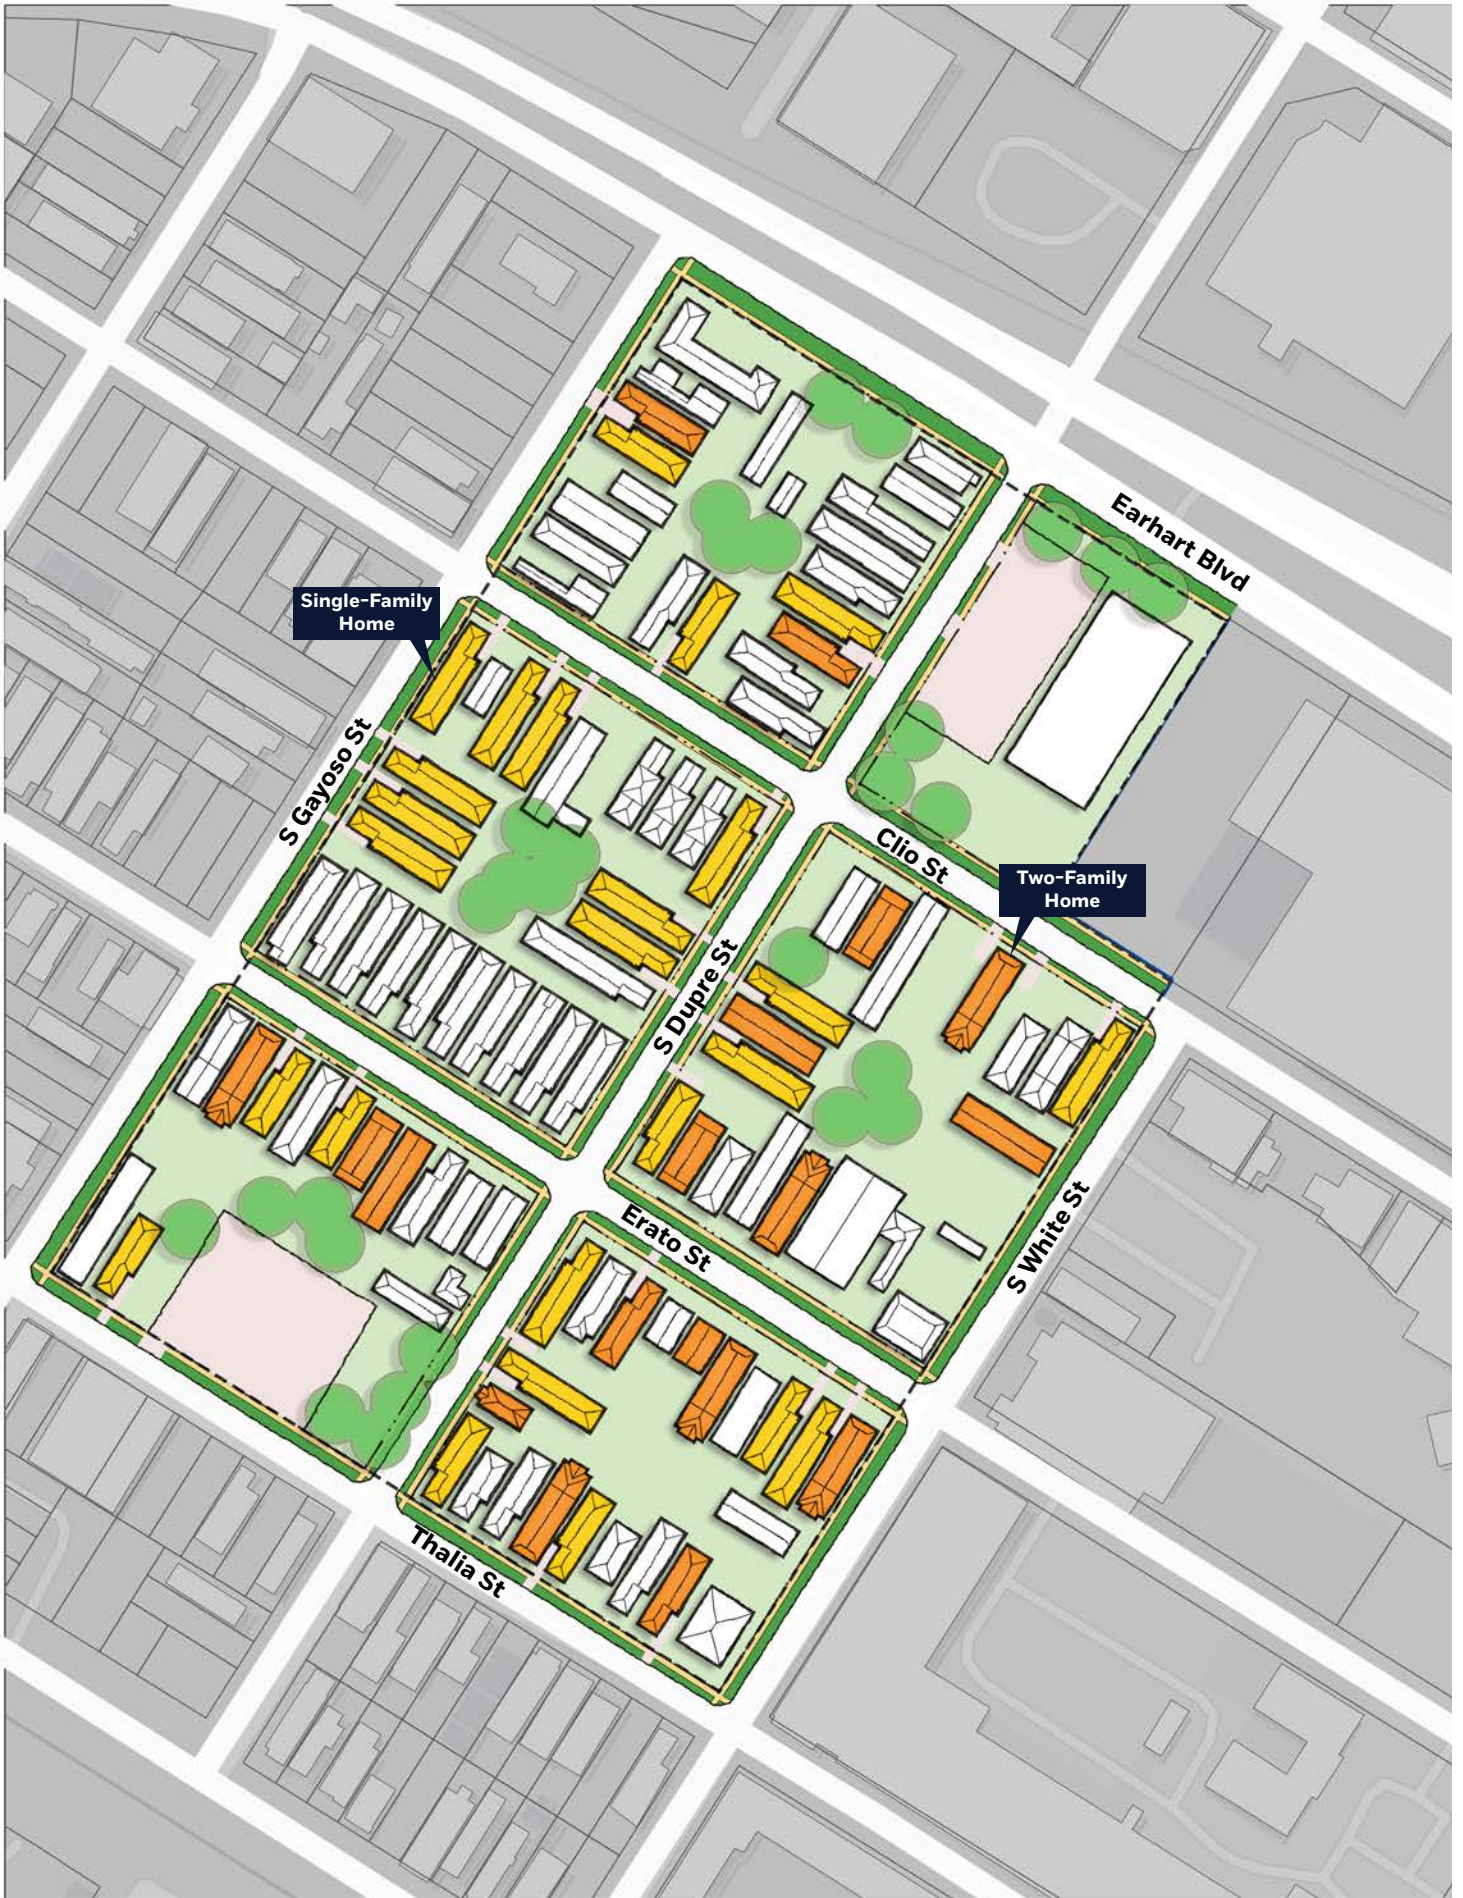 Earhart Blvd
Single-Family
Home
S Gayoso St
Clio St
Two-Family
Home
S Dupre St
Erato St
S White St
Thalia St